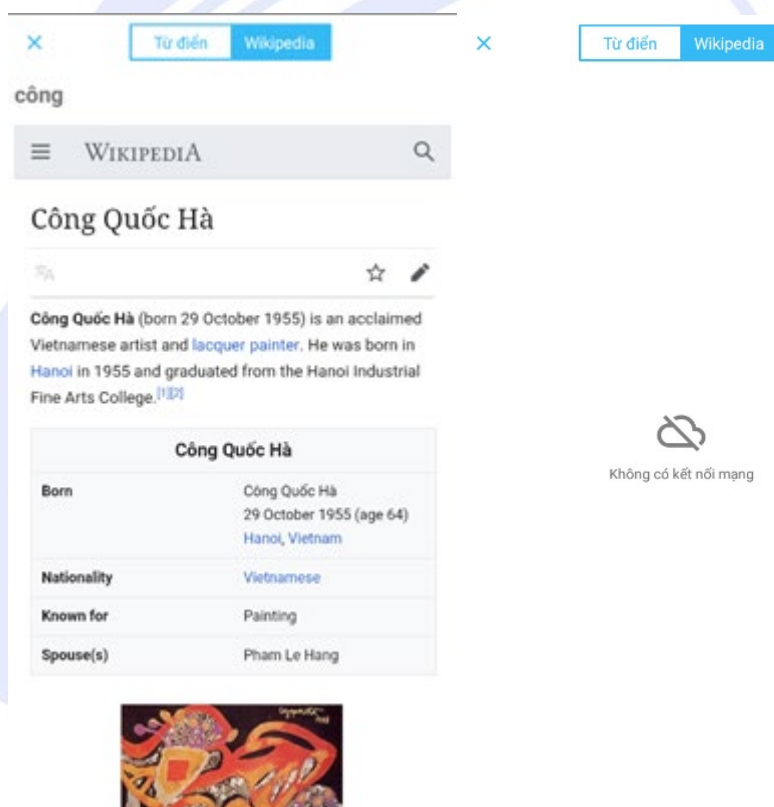 Từ điển Wikipedia
công
WIKIPEDIA
Công Quốc Hà
Công Quốc Hà (born 29 October 1955) is an acclaimed
Vietnamese artist and lacquer painter. He was born in
Hanoi in 1955 and graduated from the Hanoi Industrial
Fine Arts College.[1][2]
Công Quốc Hà
Born Công Quốc Hà
29 October 1955 (age 64)
Hanoi, Vietnam
Nationality Vietnamese
Known for Painting
Spouse(s) Pham Le Hang
Từ điển Wikipedia
Không có kết nối mạng